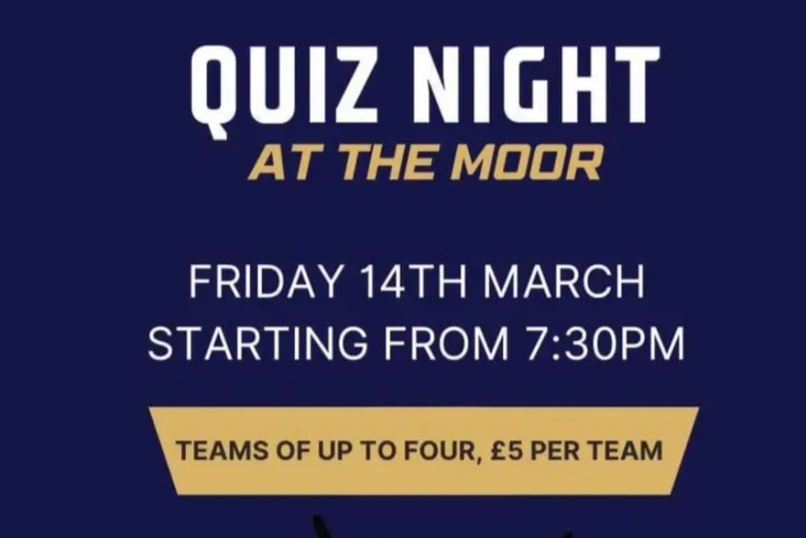 QUIZ NIGHT
AT THE MOOR
FRIDAY 14TH MARCH
STARTING FROM 7:30PM
TEAMS OF UP TO FOUR, £5 PER TEAM